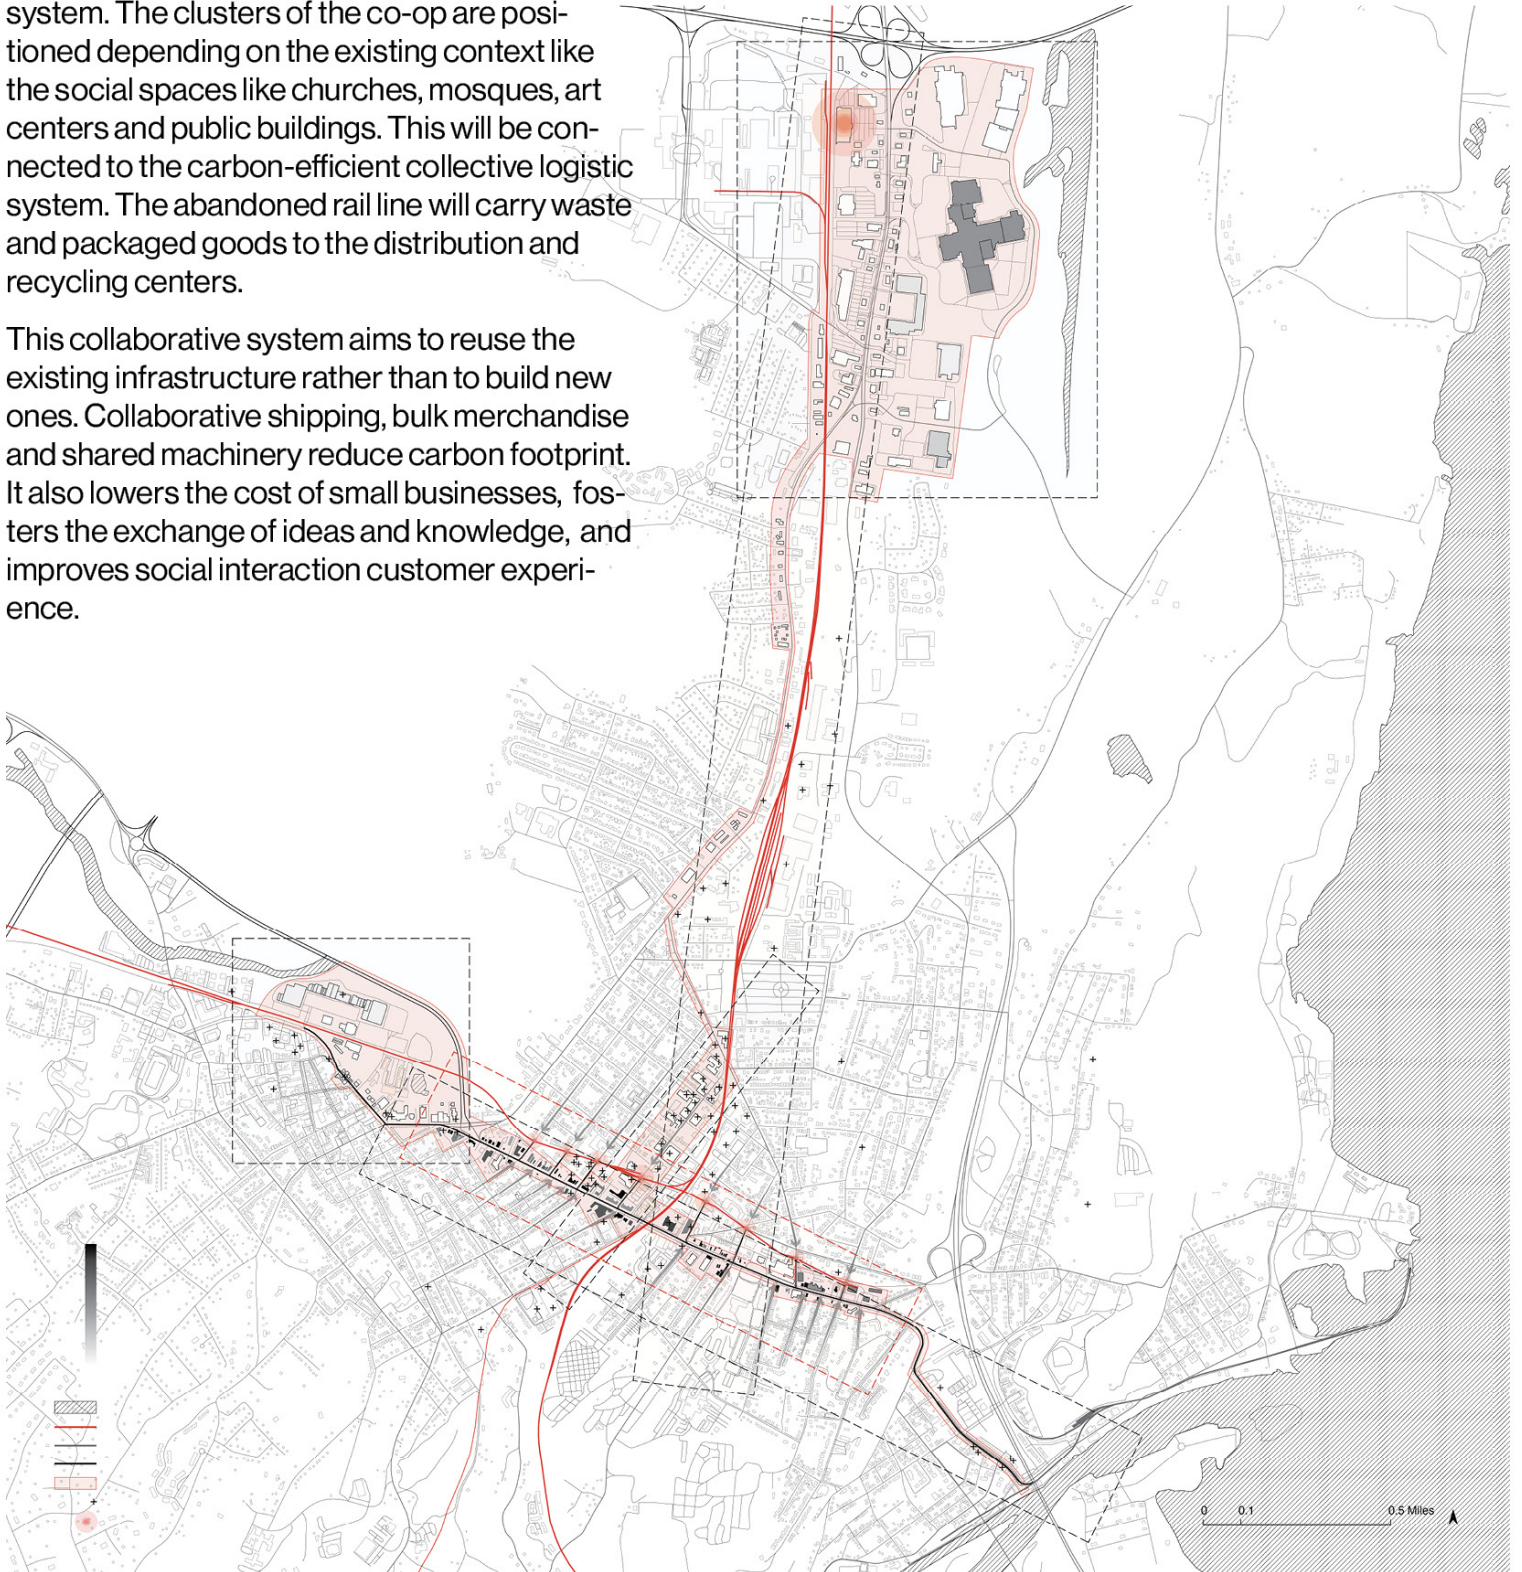 system. The clusters of the co-op are posi-
tioned depending on the existing context like
the social spaces like churches, mosques, art
centers and public buildings. This will be con-
nected to the carbon-efficient collective logistic
system. The abandoned rail line will carry waste
and packaged goods to the distribution and
recycling centers.
This collaborative system aims to reuse the
existing infrastructure rather than to build new
ones. Collaborative shipping, bulk merchandise
and shared machinery reduce carbon footprint.
It also lowers the cost of small businesses, fos-
ters the exchange of ideas and knowledge, and
improves social interaction customer experi-
ence.
0 0.1 0.5 Miles